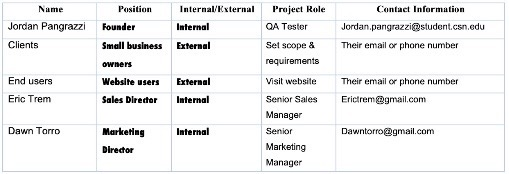 Name Position Internal/External Project Role Contact Information
Jordan Pangrazzi Founder Internal QA Tester Jordan.pangrazzi@student.csn.edu
Clients Small business External Set scope & Their email or phone number
owners requirements
End users Website users External Visit website Their email or phone number
Eric Trem Sales Director Internal Senior Sales Erictrem@gmail.com
Manager
Dawn Torro Marketing Internal Senior Dawntorro@gmail.com
Director Marketing
Manager